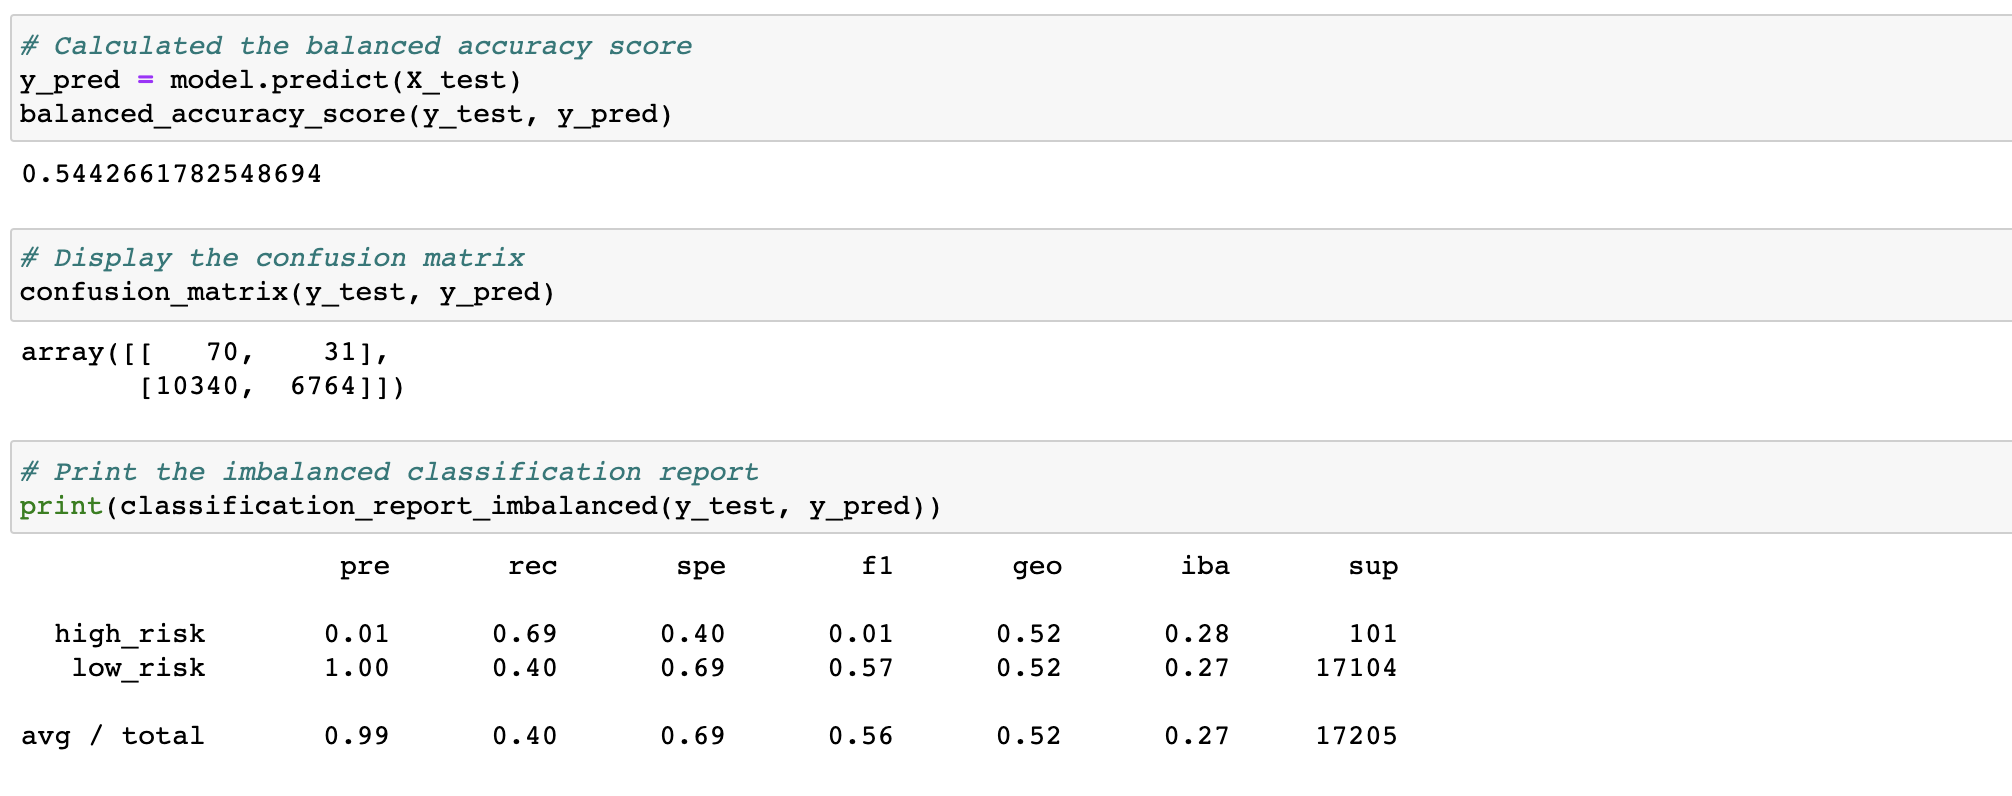 # Calculated the balanced accuracy score
y_pred = model.predict(X_test)
balanced_accuracy_score(y_test, y_pred)
0.5442661782548694
# Display the confusion matrix
confusion_matrix(y_test, y_pred)
array([[   70,    31],
       [10340,  6764]])
# Print the imbalanced classification report
print(classification_report_imbalanced(y_test, y_pred))
                   pre       rec       spe        f1       geo       iba       sup
  high_risk       0.01      0.69      0.40      0.01      0.52      0.28       101
   low_risk       1.00      0.40      0.69      0.57      0.52      0.27     17104
avg / total       0.99      0.40      0.69      0.56      0.52      0.27     17205